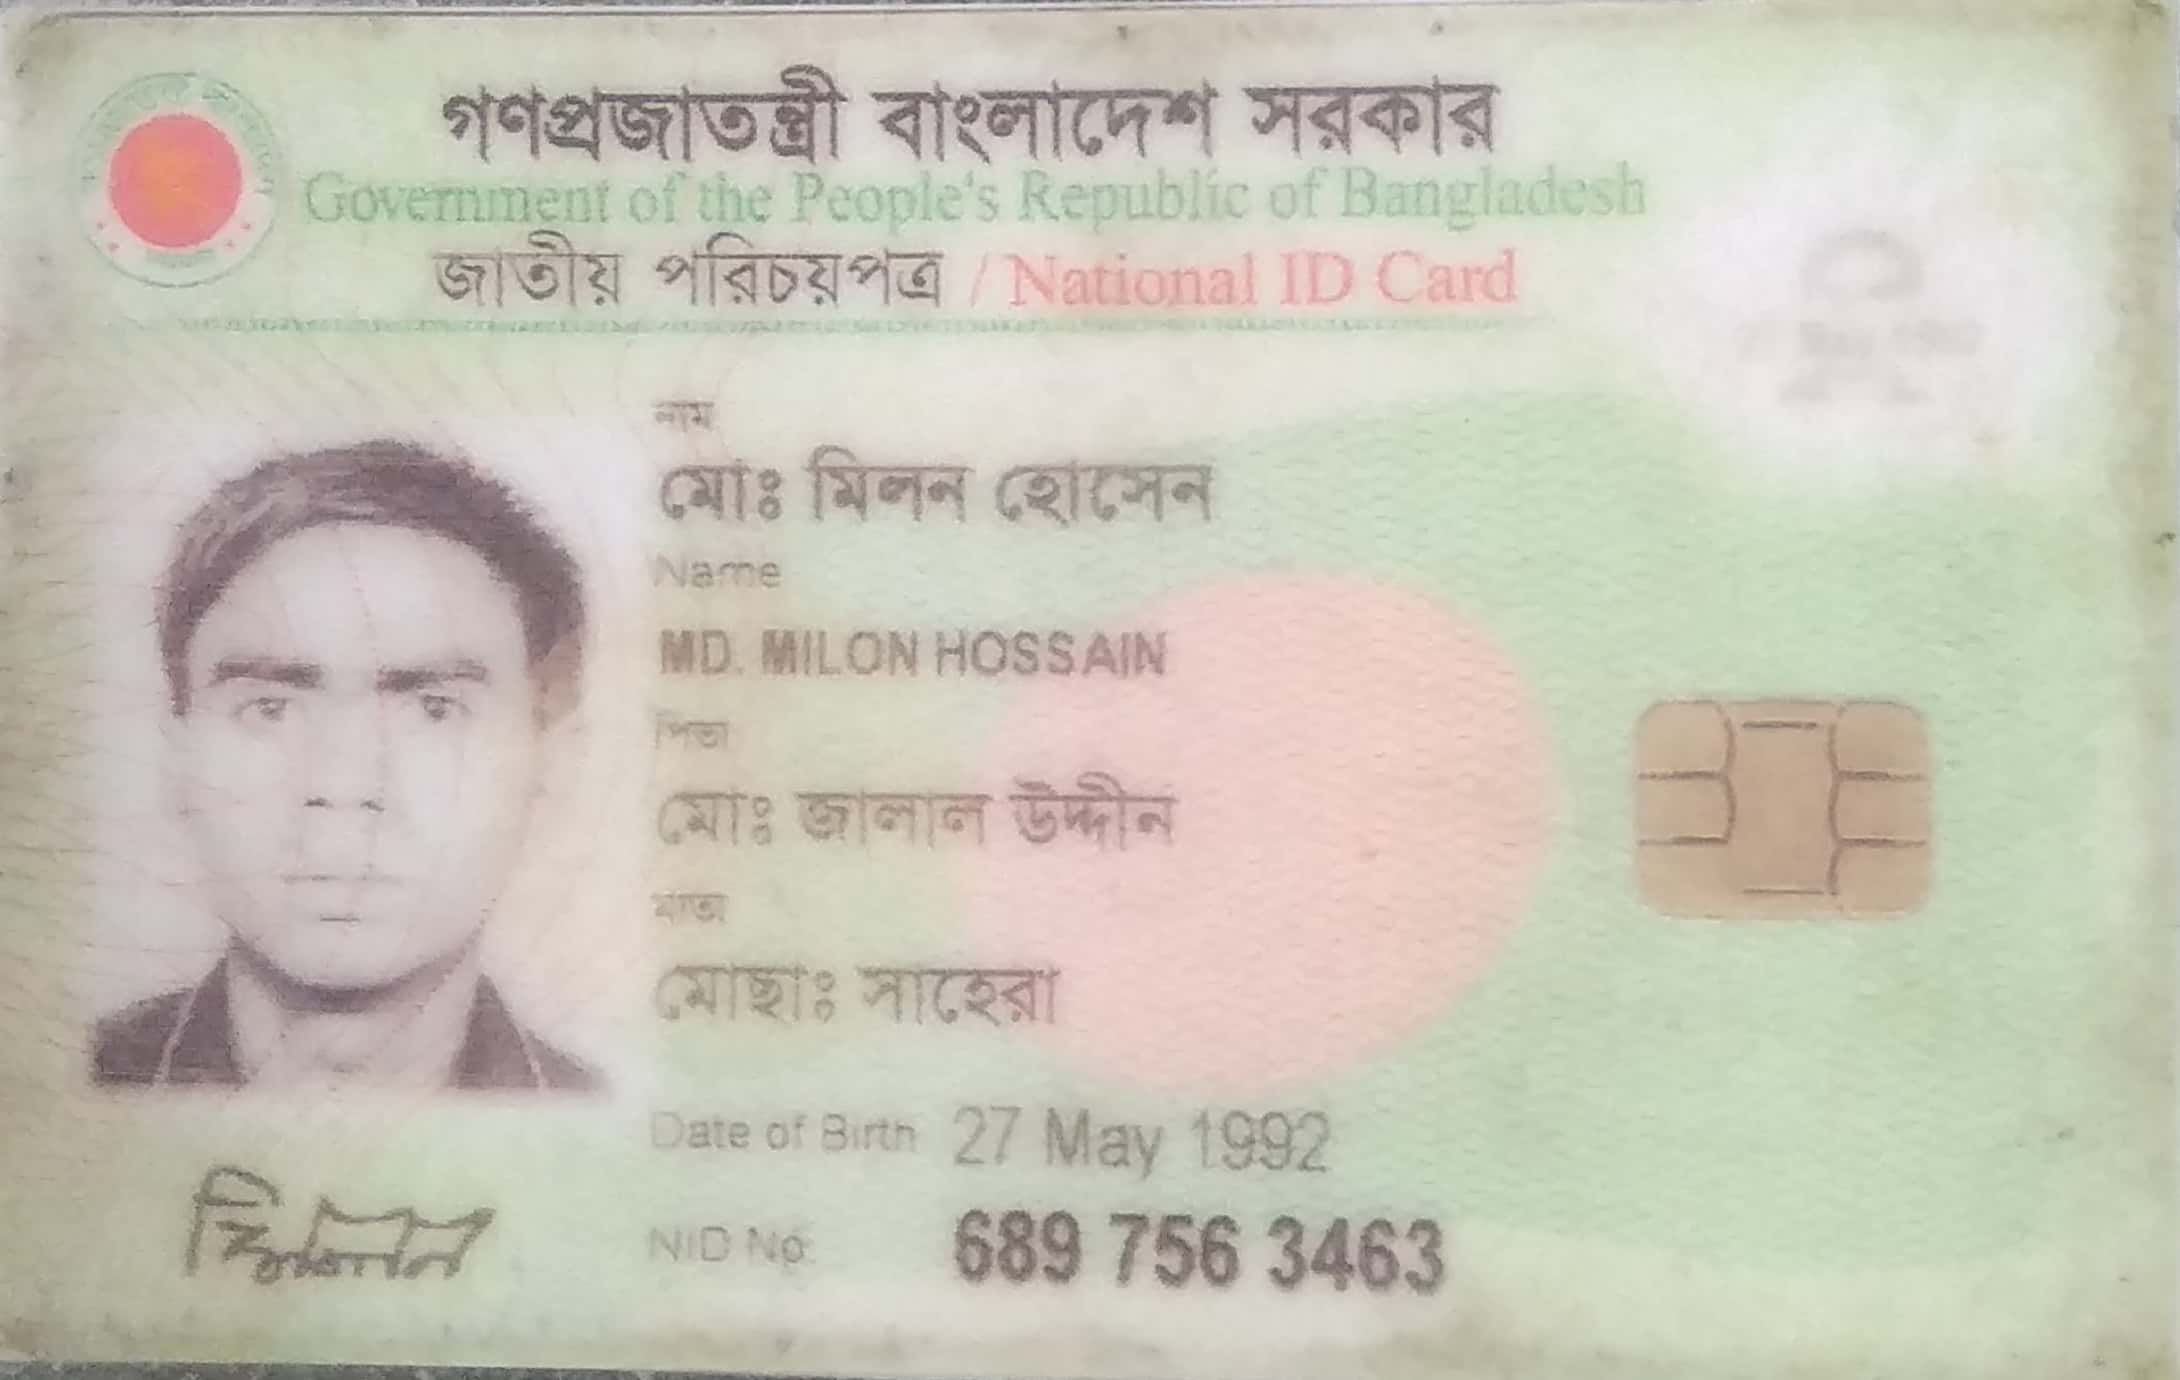 গণপ্রজাতন্ত্রী বাংলাদেশ সরকার
Government of the People's Republic of Bangladesh
জাতীয় পরিচয়পত্র / National ID Card
নাম
মোঃ মিলন হোসেন
Name
MD. MILON HOSSAIN
পিতা
মোঃ জালাল উদ্দীন
মাতা
মোছাঃ সাহেরা
Date of Birth 27 May 1992
NID No. 689 756 3463
মিলন